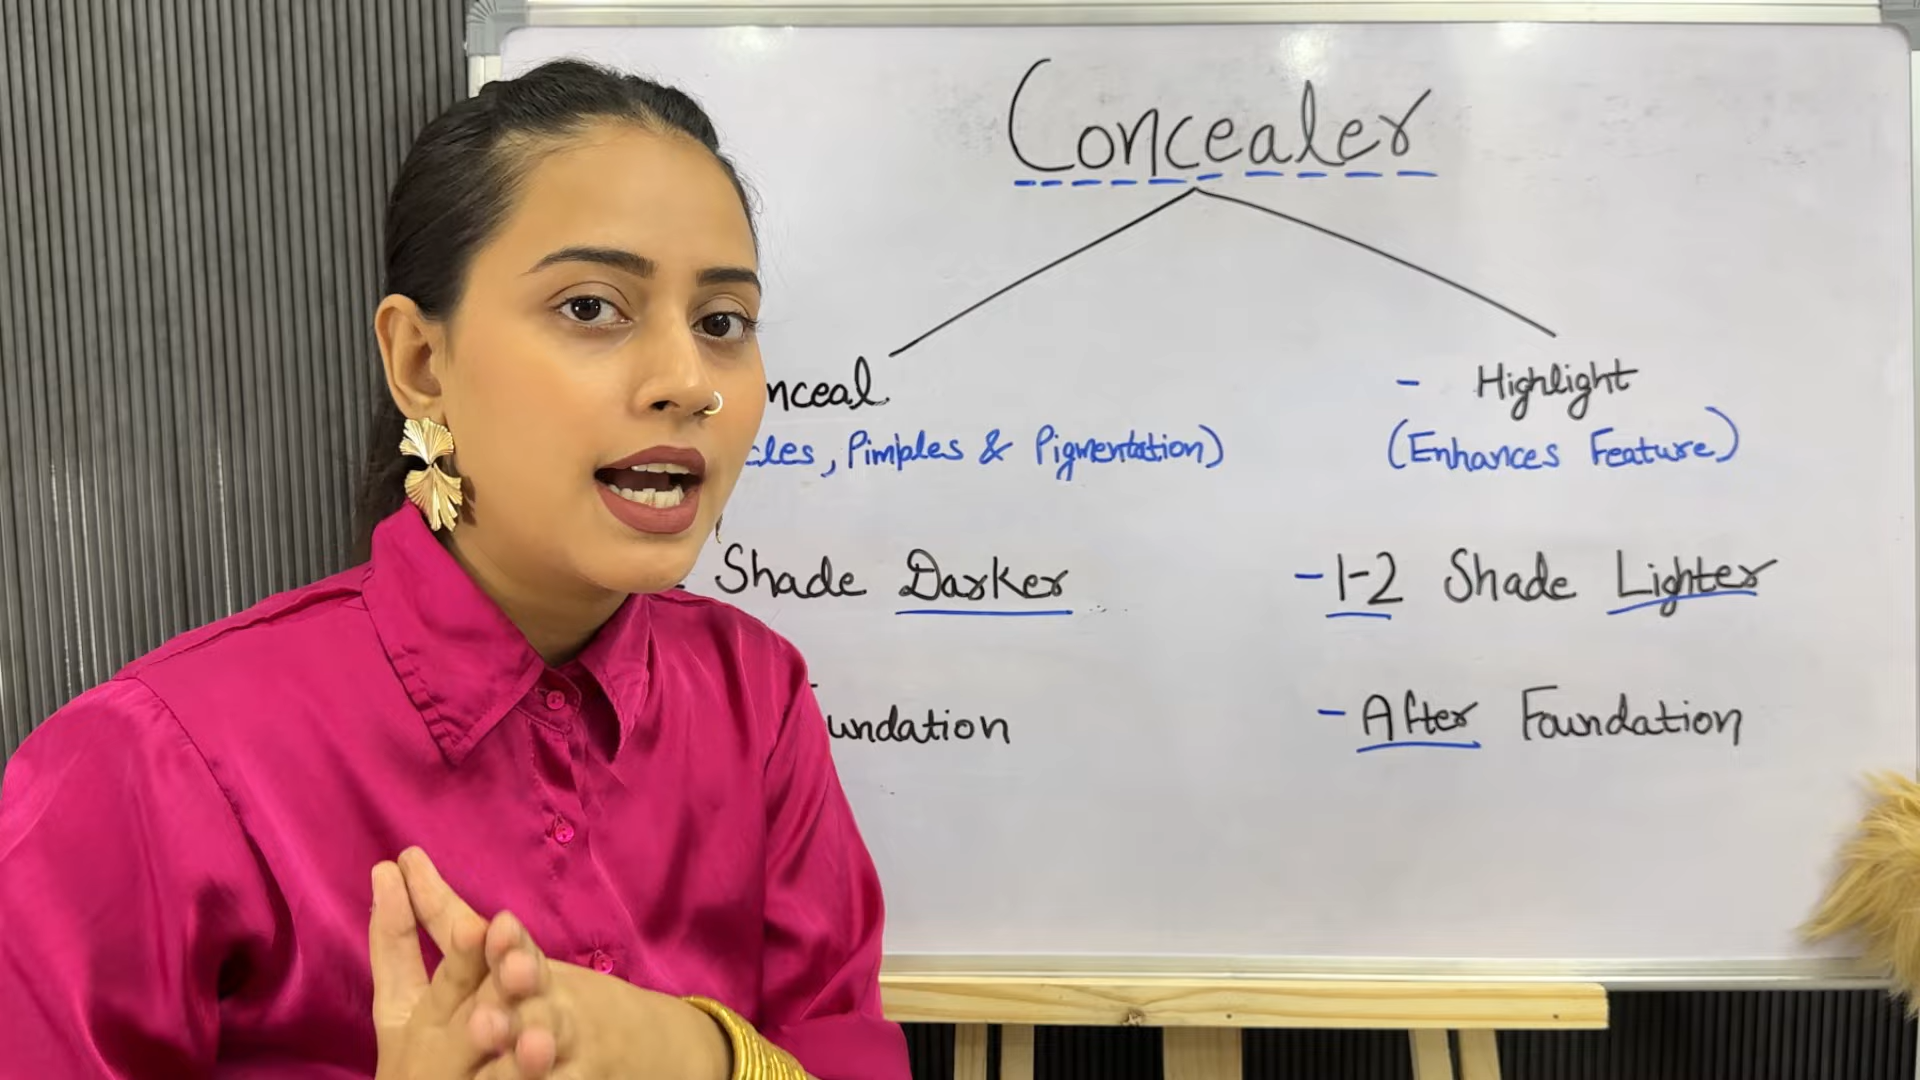 Concealer
nceal
- Highlight
cles, Pimples & Pigmentation)
(Enhances Feature)
Shade Darker
- 1-2 Shade Lighter
undation
- After Foundation